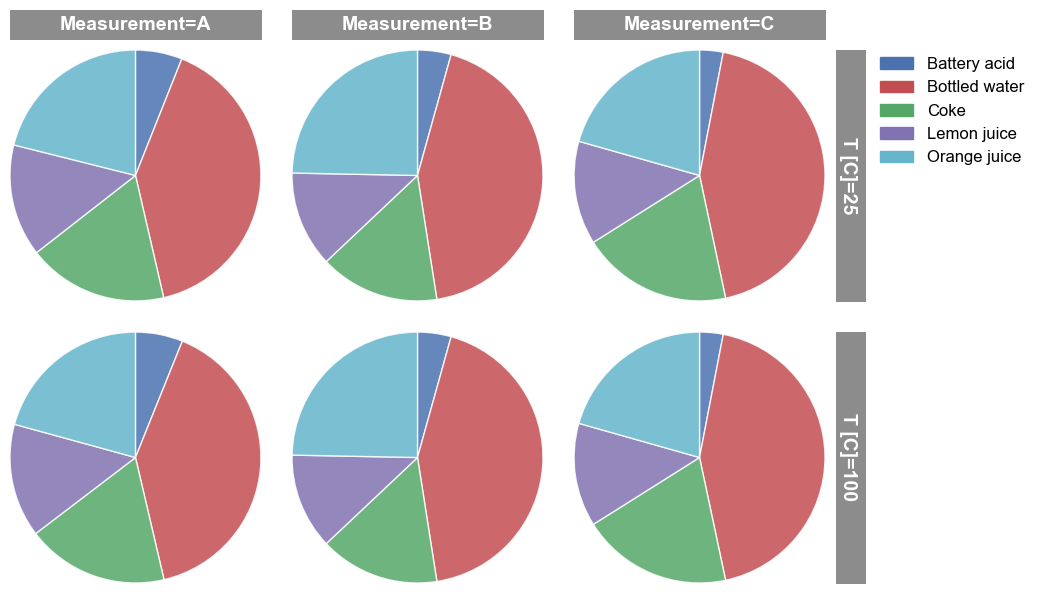 Measurement=A
Measurement=B
Measurement=C
T [C]=25
Battery acid
Bottled water
Coke
Lemon juice
Orange juice
T [C]=100